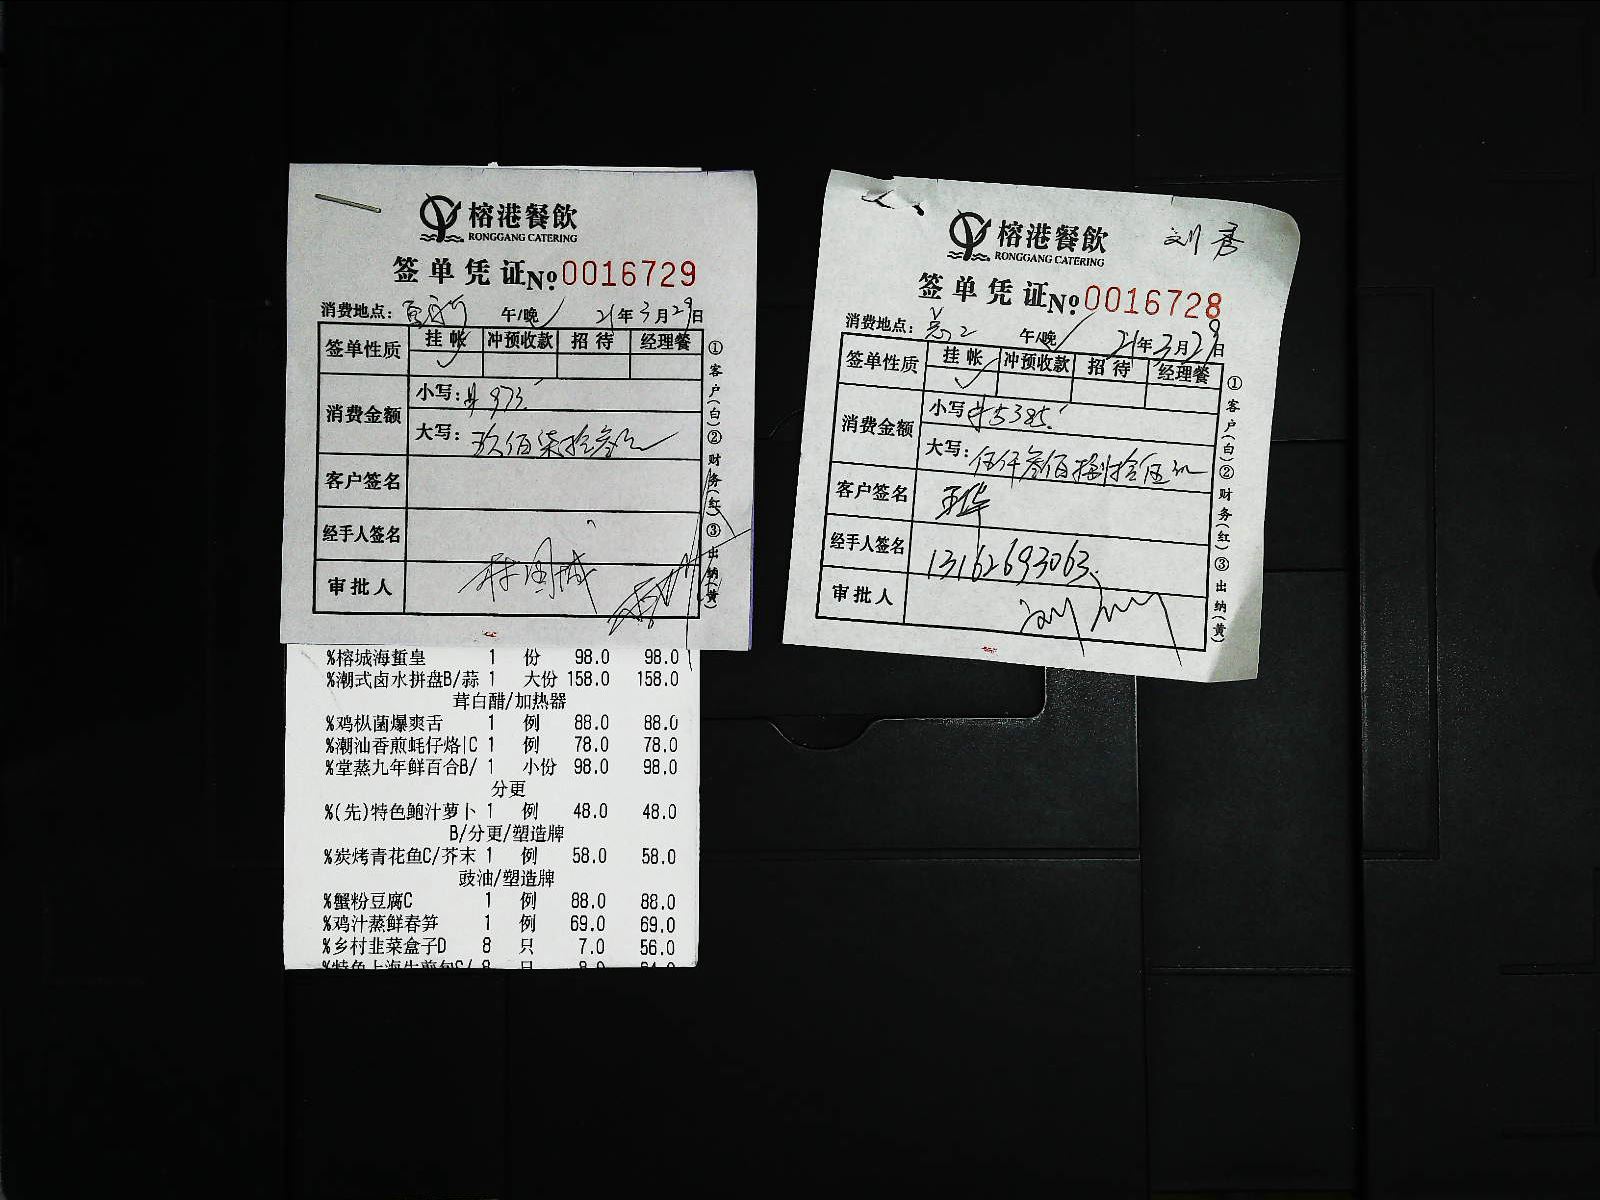 榕港餐飲
RONGGANG CATERING
签单凭证No.0016729
消费地点: 午/晚 21年3月29日
签单性质 挂帐 冲预收款 招待 经理餐
消费金额
小写:¥973.
大写:玖佰柒拾叁元
客户签名
经手人签名
审批人
①客户(白)②财务(红)③出纳(黄)
%榕城海蜇皇 1 份 98.0 98.0
%潮式卤水拼盘B/蒜 1 大份 158.0 158.0
茸白醋/加热器
%鸡枞菌爆爽舌 1 例 88.0 88.0
%潮汕香煎蚝仔烙|C 1 例 78.0 78.0
%堂蒸九年鲜百合B/ 1 小份 98.0 98.0
分更
%(先)特色鲍汁萝卜 1 例 48.0 48.0
B/分更/塑造牌
%炭烤青花鱼C/芥末 1 例 58.0 58.0
豉油/塑造牌
%蟹粉豆腐C 1 例 88.0 88.0
%鸡汁蒸鲜春笋 1 例 69.0 69.0
%乡村韭菜盒子D 8 只 7.0 56.0
榕港餐飲
RONGGANG CATERING
签单凭证No.0016728
消费地点: 午/晚 21年3月29日
签单性质 挂帐 冲预收款 招待 经理餐
消费金额
小写 ¥5385.
大写:伍仟叁佰捌拾伍元
客户签名 王华
经手人签名 13162693063.
审批人
①客户(白)②财务(红)③出纳(黄)